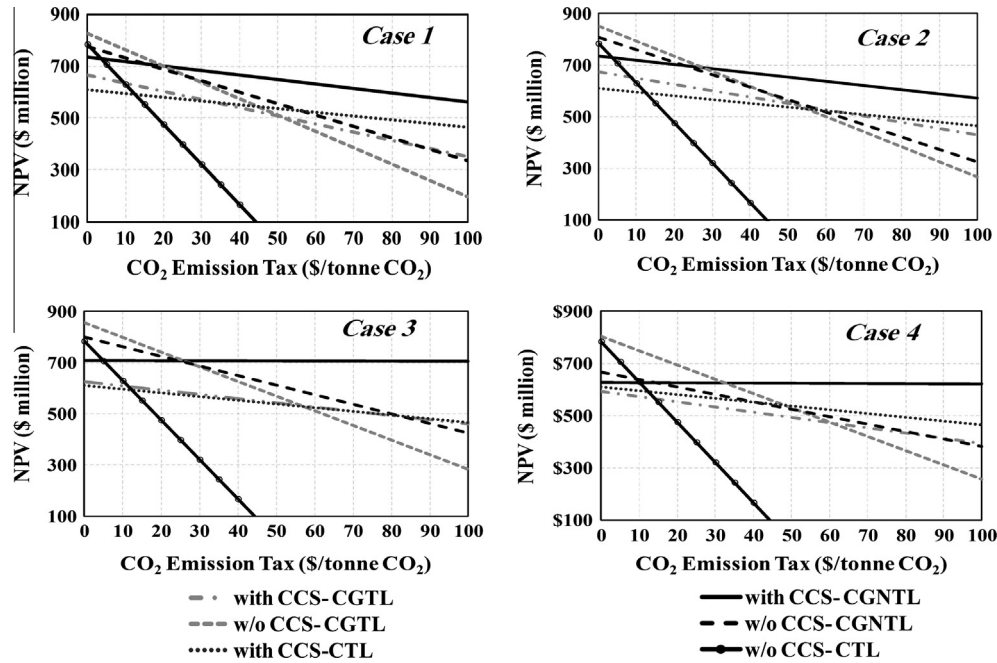 Case 1
NPV ($ million)
900
700
500
300
100
0 10 20 30 40 50 60 70 80 90 100
CO₂ Emission Tax ($/tonne CO₂)
Case 2
NPV ($ million)
900
700
500
300
100
0 10 20 30 40 50 60 70 80 90 100
CO₂ Emission Tax ($/tonne CO₂)
Case 3
NPV ($ million)
900
700
500
300
100
0 10 20 30 40 50 60 70 80 90 100
CO₂ Emission Tax ($/tonne CO₂)
Case 4
NPV ($ million)
$900
$700
$500
$300
$100
0 10 20 30 40 50 60 70 80 90 100
CO₂ Emission Tax ($/tonne CO₂)
with CCS-CGTL
w/o CCS-CGTL
with CCS-CTL
with CCS-CGNTL
w/o CCS-CGNTL
w/o CCS-CTL